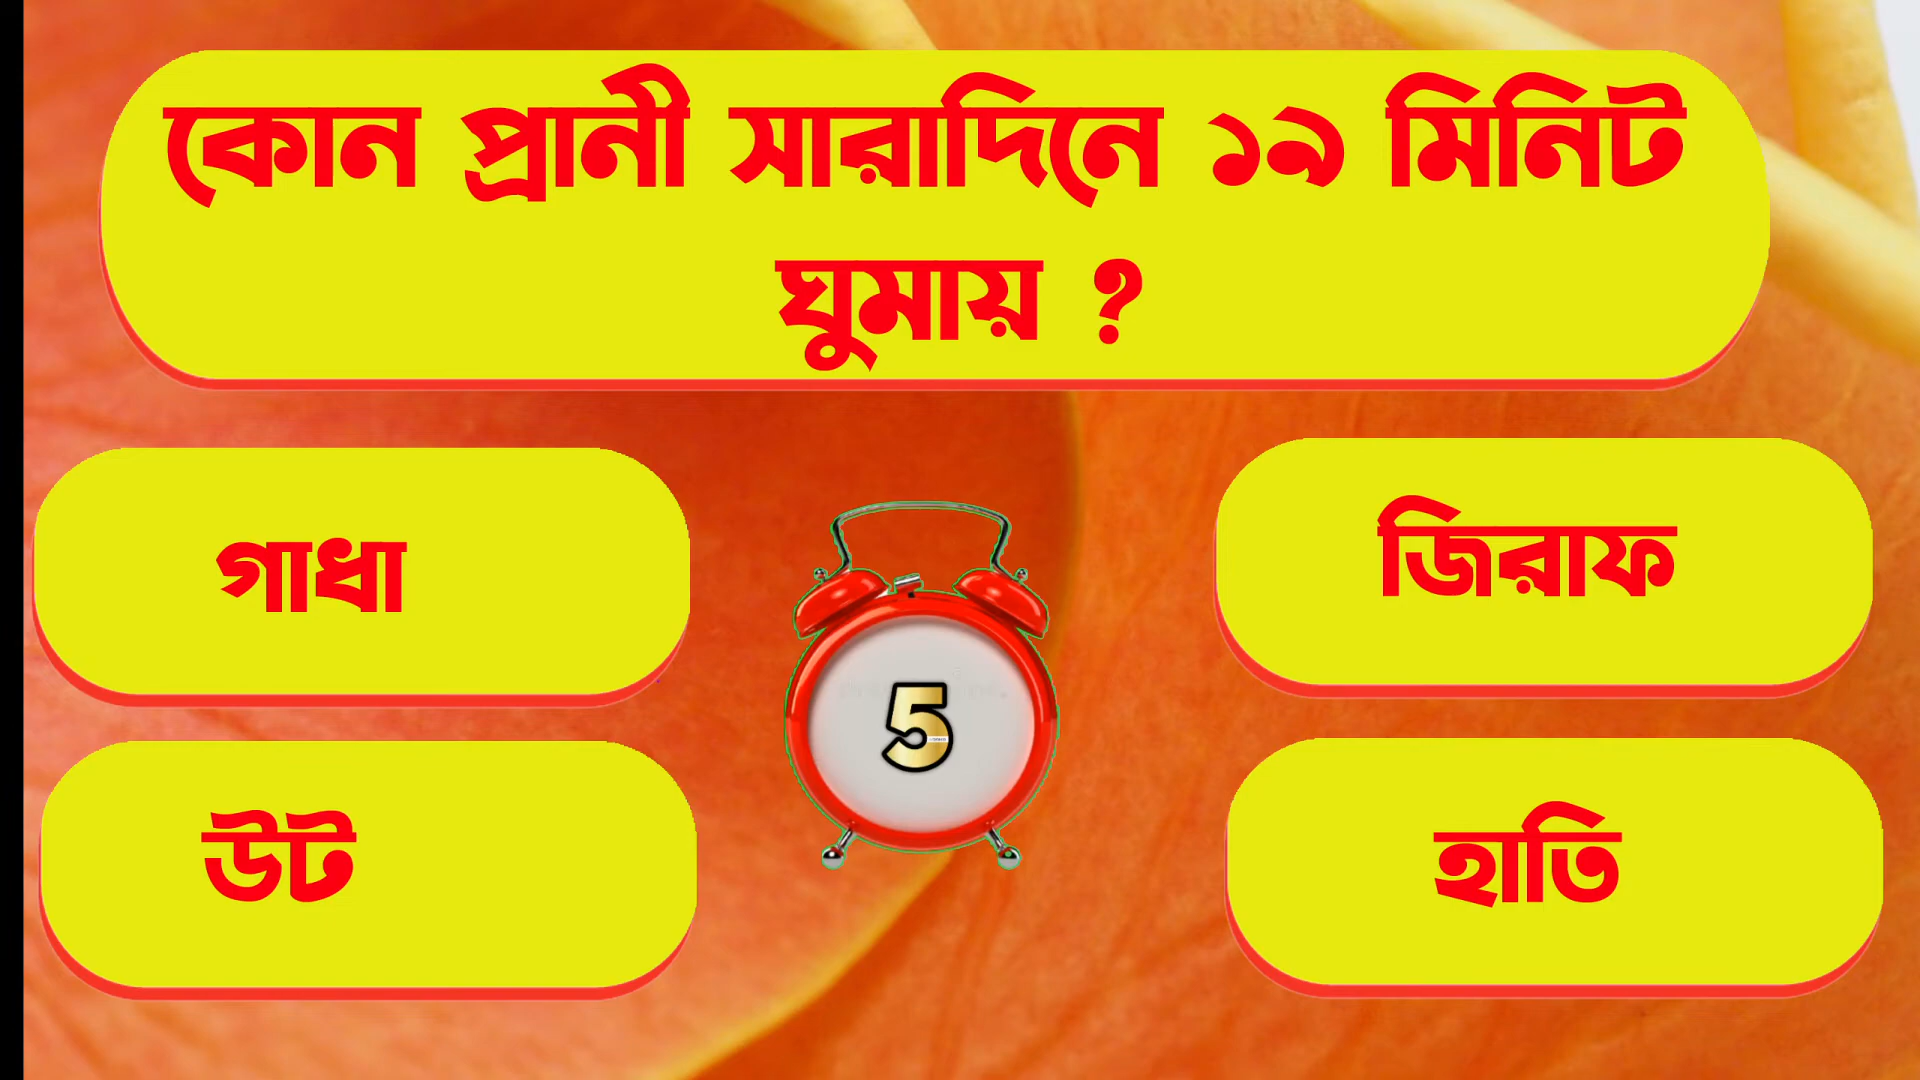 কোন প্রানী সারাদিনে ১৯ মিনিট
ঘুমায় ?
গাধা
জিরাফ
5
উট
হাতি